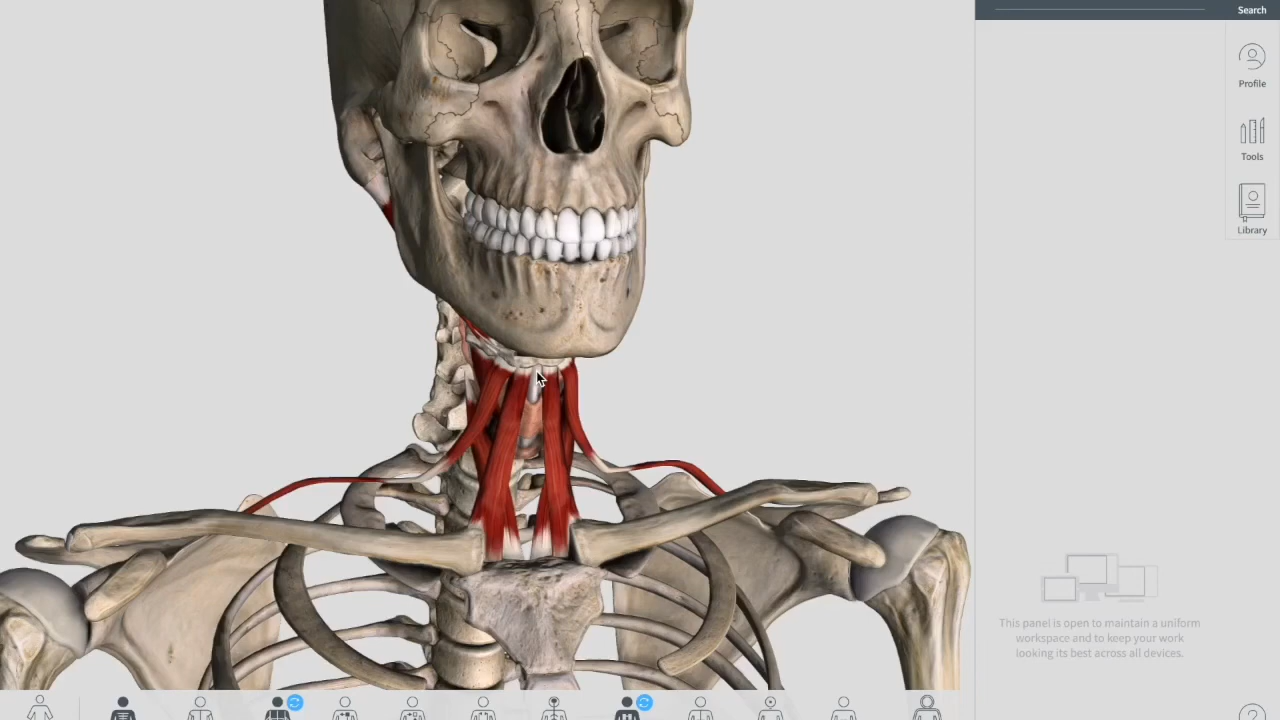 Search
Profile
Tools
Library
This panel is open to maintain a uniform
workspace and to keep your work
looking its best across all devices.